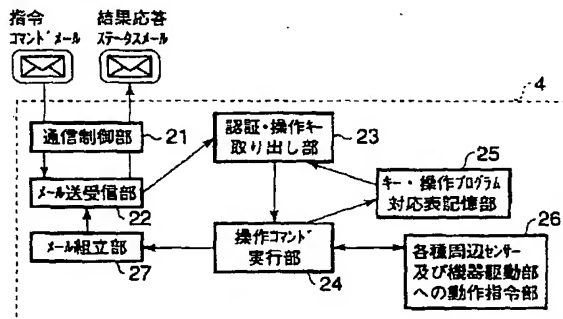 指令
コマンドメール
結果応答
ステータスメール
4
通信制御部
21
認証・操作キー
取り出し部
23
25
キー・操作プログラム
対応表記憶部
メール送受信部
22
26
メール組立部
27
操作コマンド
実行部
24
各種周辺センサー
及び機器駆動部
への動作指令部